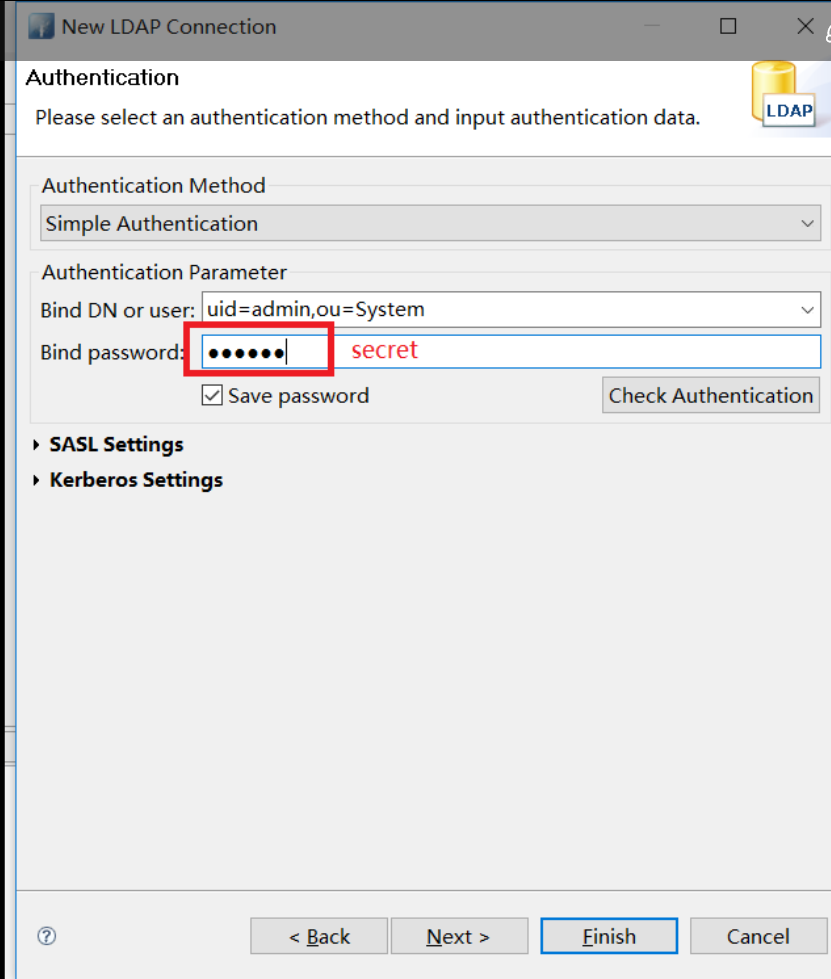 New LDAP Connection
Authentication
Please select an authentication method and input authentication data.
LDAP
Authentication Method
Simple Authentication
Authentication Parameter
Bind DN or user: uid=admin,ou=System
Bind password: ●●●●●● secret
Save password Check Authentication
SASL Settings
Kerberos Settings
? < Back Next > Finish Cancel